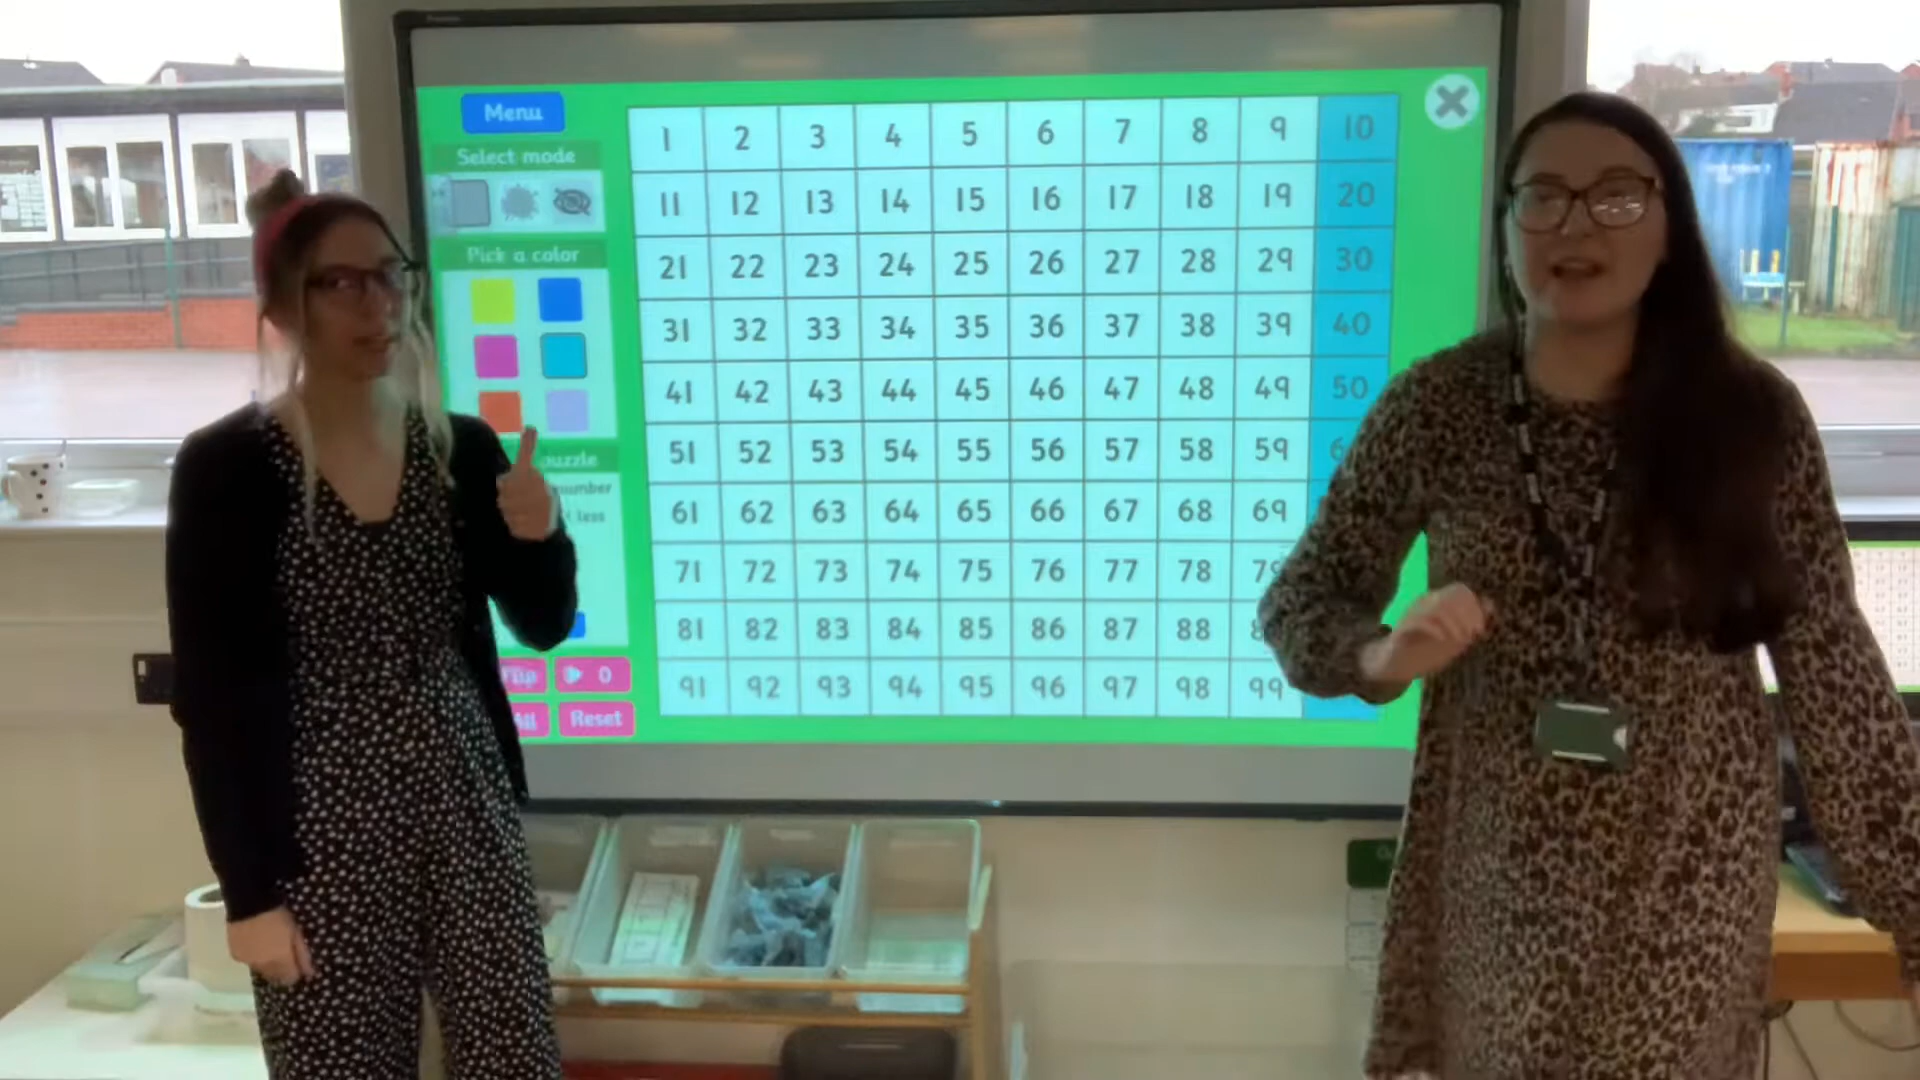 Menu
Select mode
Pick a color
puzzle
number
less
0
Reset
1 2 3 4 5 6 7 8 9 10
11 12 13 14 15 16 17 18 19 20
21 22 23 24 25 26 27 28 29 30
31 32 33 34 35 36 37 38 39 40
41 42 43 44 45 46 47 48 49 50
51 52 53 54 55 56 57 58 59
61 62 63 64 65 66 67 68 69
71 72 73 74 75 76 77 78 79
81 82 83 84 85 86 87 88
91 92 93 94 95 96 97 98 99